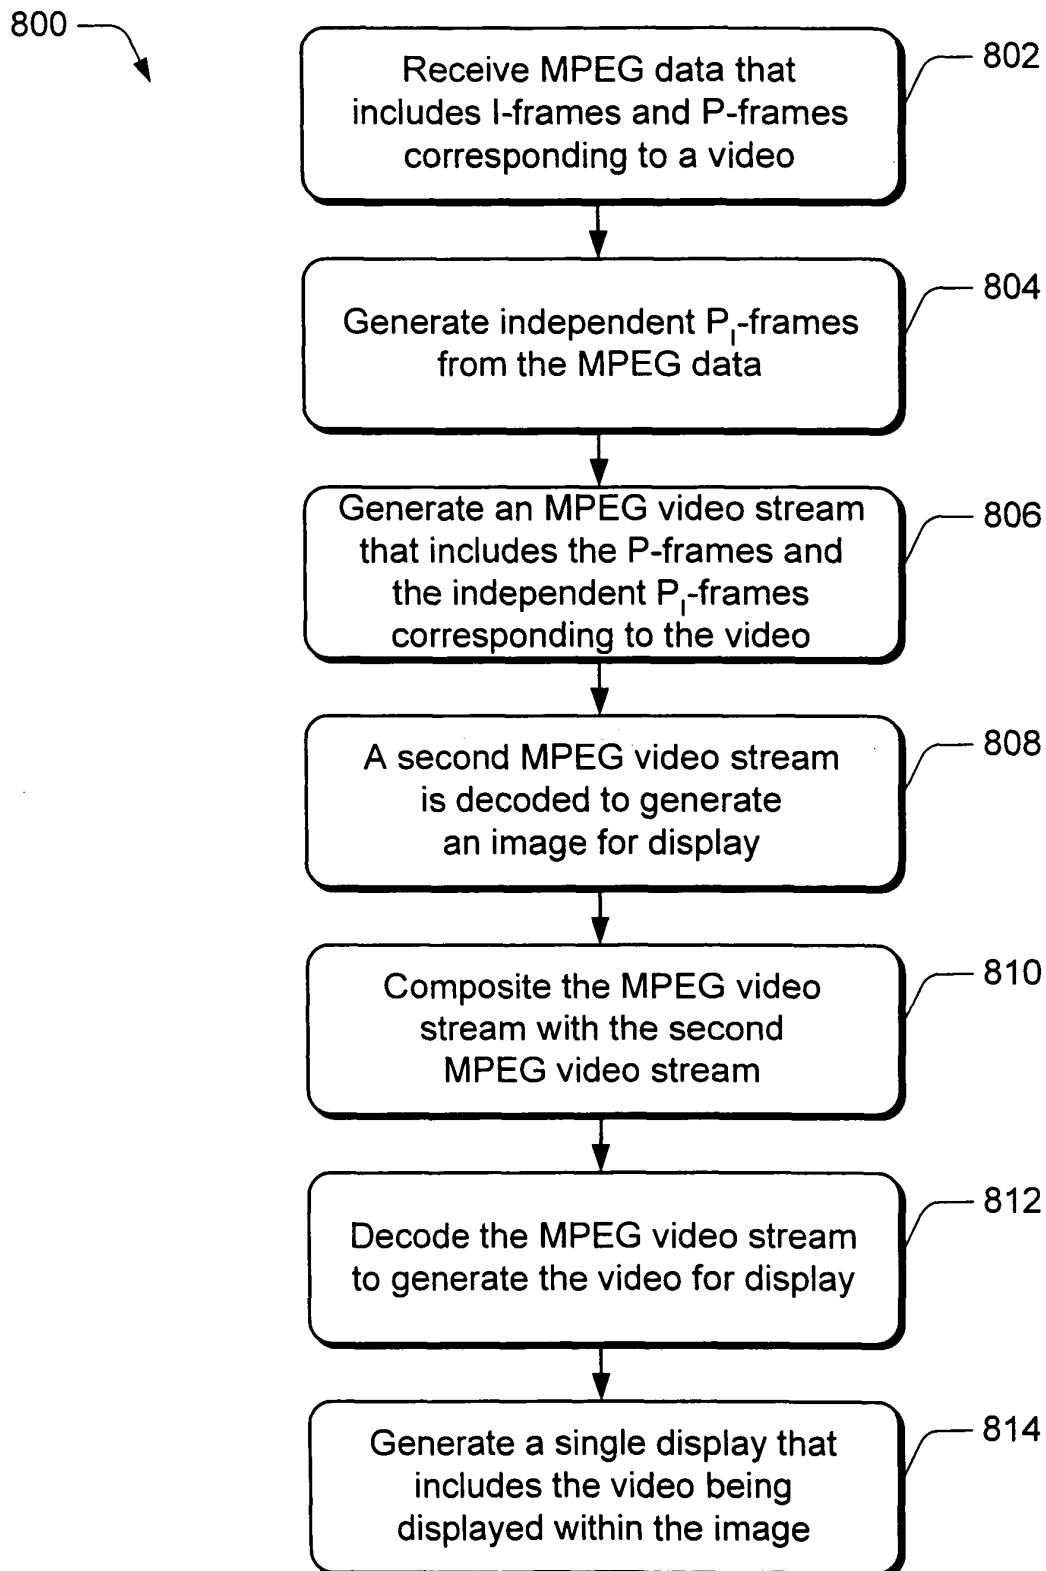 800
Receive MPEG data that
includes I-frames and P-frames
corresponding to a video
802
Generate independent P_I-frames
from the MPEG data
804
Generate an MPEG video stream
that includes the P-frames and
the independent P_I-frames
corresponding to the video
806
A second MPEG video stream
is decoded to generate
an image for display
808
Composite the MPEG video
stream with the second
MPEG video stream
810
Decode the MPEG video stream
to generate the video for display
812
Generate a single display that
includes the video being
displayed within the image
814